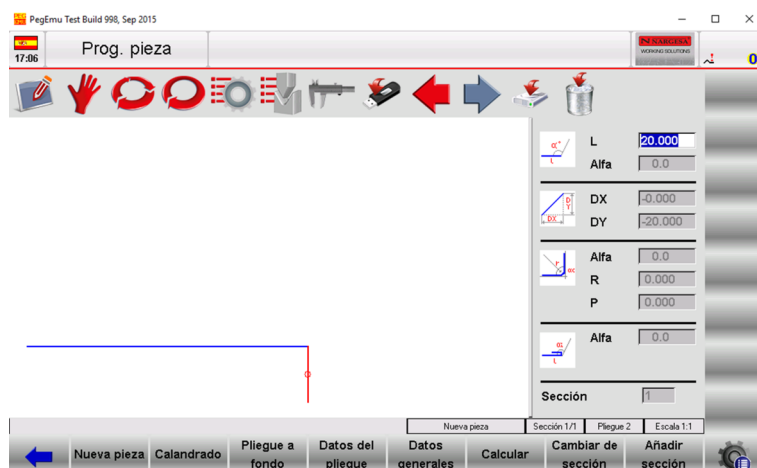 PegEmu Test Build 998, Sep 2015
17:06
Prog. pieza
NARGESA
WORKING SOLUTIONS
0
L 20.000
Alfa 0.0
DX -0.000
DY -20.000
Alfa 0.0
R 0.000
P 0.000
Alfa 0.0
Sección 1
Nueva pieza Sección 1/1 Pliegue 2 Escala 1:1
Nueva pieza
Calandrado
Pliegue a
fondo
Datos del
pliegue
Datos
generales
Calcular
Cambiar de
sección
Añadir
sección